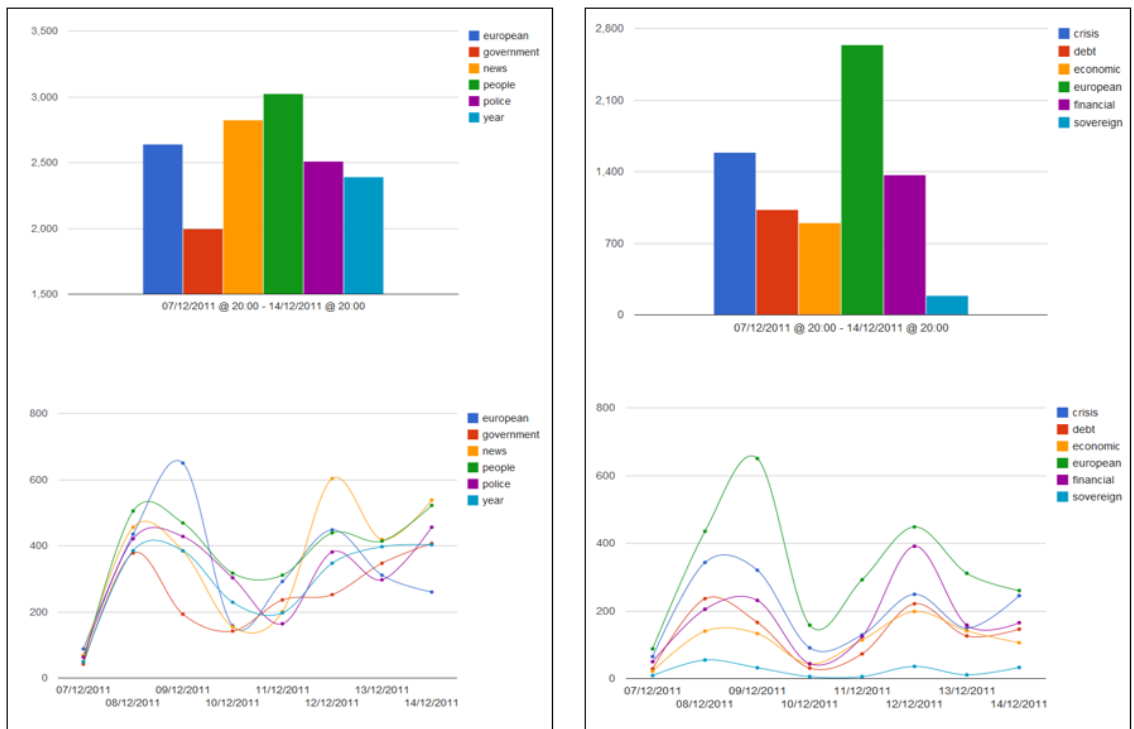 3,500
3,000
2,500
2,000
1,500
european
government
news
people
police
year
07/12/2011 @ 20:00 - 14/12/2011 @ 20:00
800
600
400
200
0
european
government
news
people
police
year
07/12/2011
09/12/2011
11/12/2011
13/12/2011
08/12/2011
10/12/2011
12/12/2011
14/12/2011
2,800
2,100
1,400
700
0
crisis
debt
economic
european
financial
sovereign
07/12/2011 @ 20:00 - 14/12/2011 @ 20:00
800
600
400
200
0
crisis
debt
economic
european
financial
sovereign
07/12/2011
09/12/2011
11/12/2011
13/12/2011
08/12/2011
10/12/2011
12/12/2011
14/12/2011